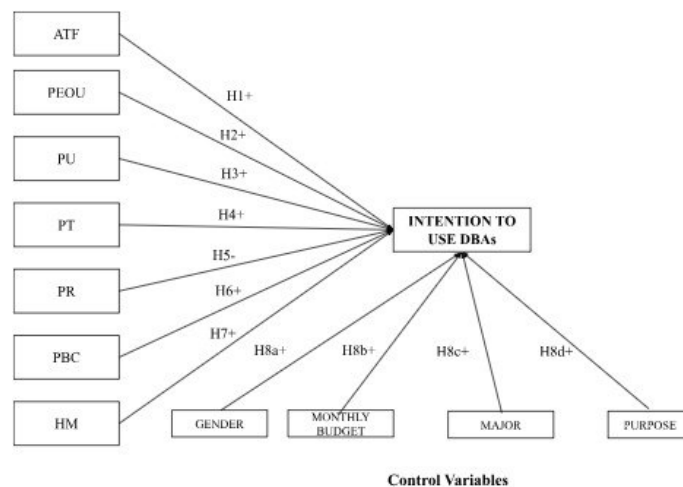 ATF
H1+
PEOU
H2+
PU
H3+
PT
H4+
INTENTION TO
USE DBAs
PR
H5-
H6+
PBC
H7+
H8a+
H8b+
H8c+
H8d+
HM
GENDER
MONTHLY
BUDGET
MAJOR
PURPOSE
Control Variables